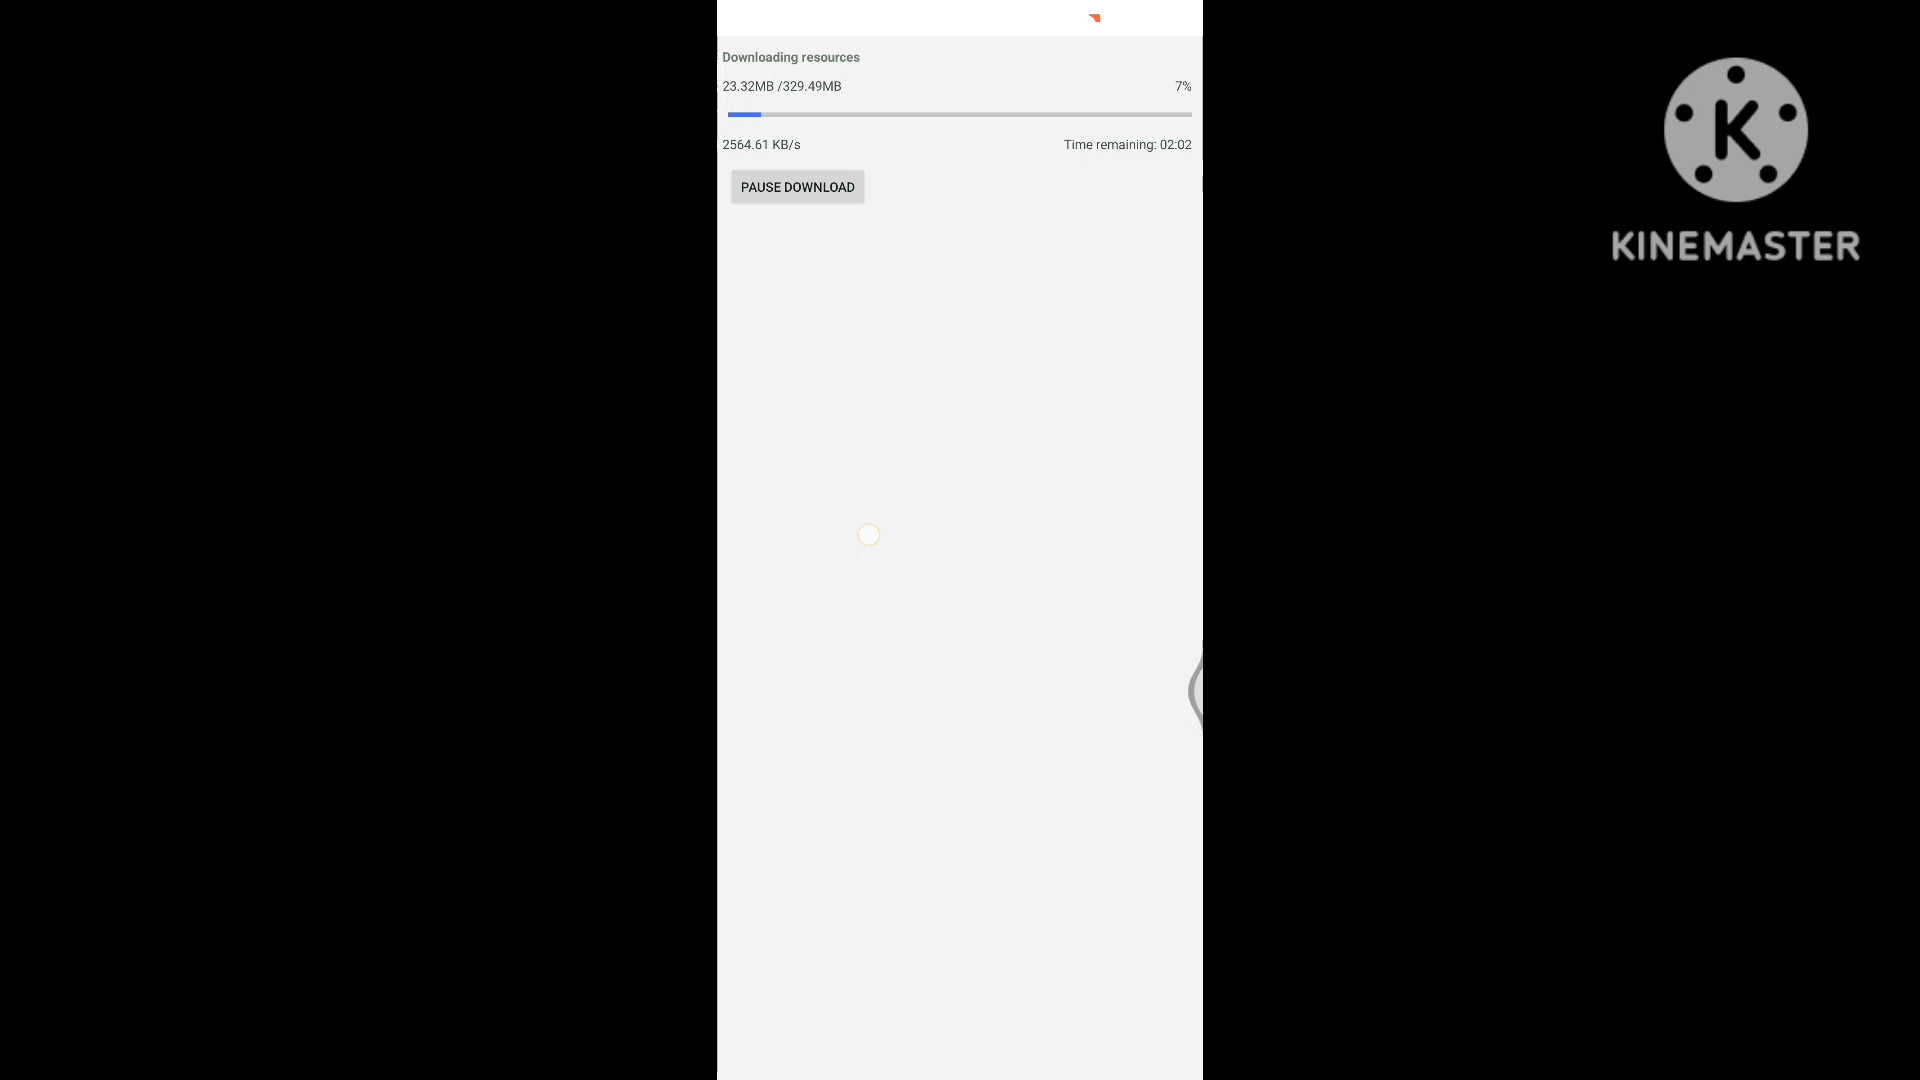 Downloading resources
23.32MB /329.49MB 7%
2564.61 KB/s Time remaining: 02:02
PAUSE DOWNLOAD
K
KINEMASTER